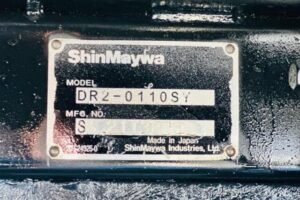 ShinMaywa
MODEL
DR2-0110SY
MFG. NO.
S
Made in Japan
ShinMaywa Industries, Ltd.